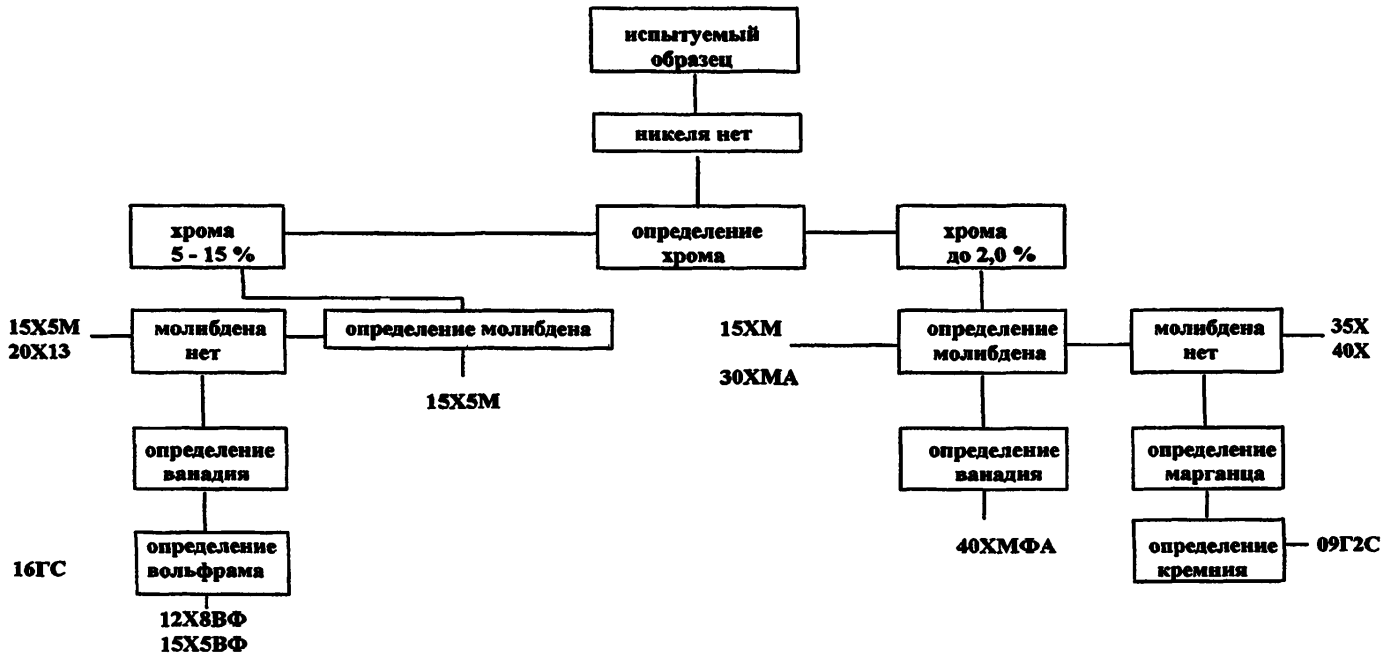 испытуемый
образец
никеля нет
хрома
5 - 15 %
определение
хрома
хрома
до 2,0 %
15Х5М
20Х13
молибдена
нет
определение молибдена
15Х5М
15ХМ
30ХМА
определение
молибдена
молибдена
нет
35Х
40Х
определение
ванадия
определение
ванадия
определение
марганца
16ГС
определение
вольфрама
12Х8ВФ
15Х5ВФ
40ХМФА
определение
кремния
09Г2С